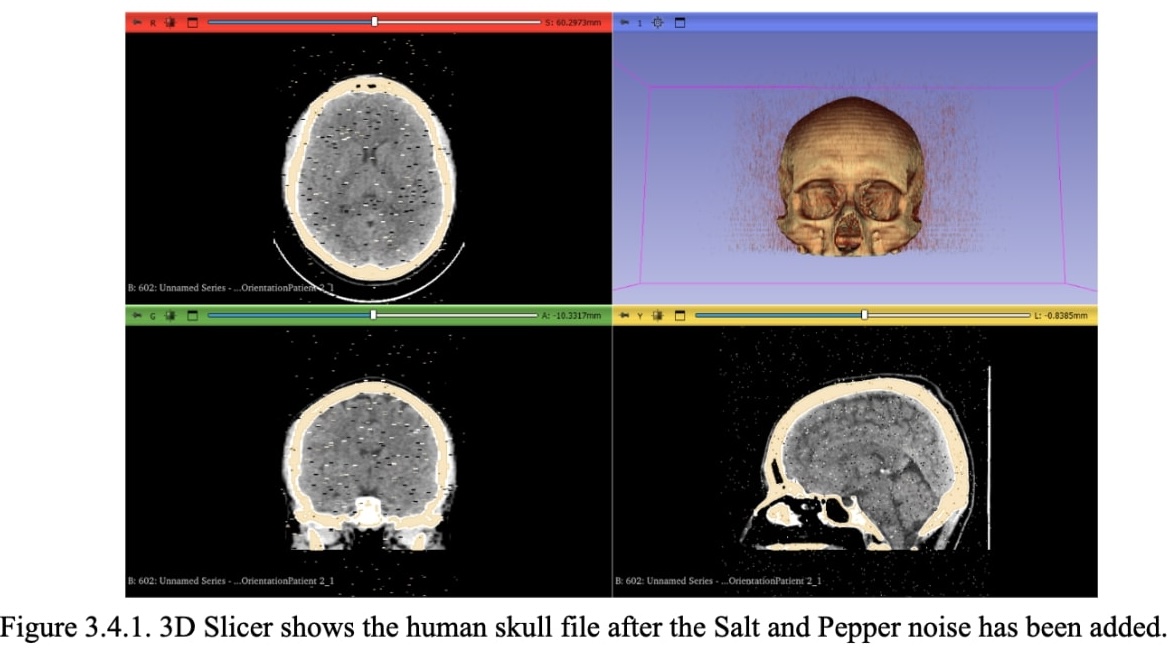 R S: 60.2973mm
1
B: 602: Unnamed Series - ...OrientationPatient 2_1
G A: -10.3317mm
Y L: -0.8385mm
B: 602: Unnamed Series - ...OrientationPatient 2_1
B: 602: Unnamed Series - ...OrientationPatient 2_1
Figure 3.4.1. 3D Slicer shows the human skull file after the Salt and Pepper noise has been added.